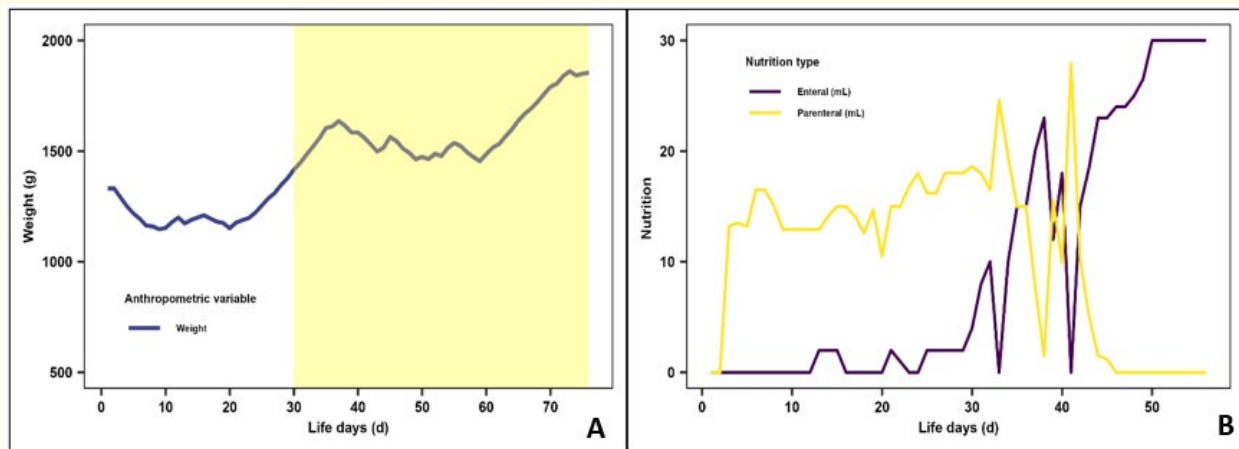 2000
1500
1000
500
Weight (g)
Anthropometric variable
Weight
0 10 20 30 40 50 60 70
Life days (d)
A
30
20
10
0
Nutrition
Nutrition type
Enteral (mL)
Parenteral (mL)
0 10 20 30 40 50
Life days (d)
B